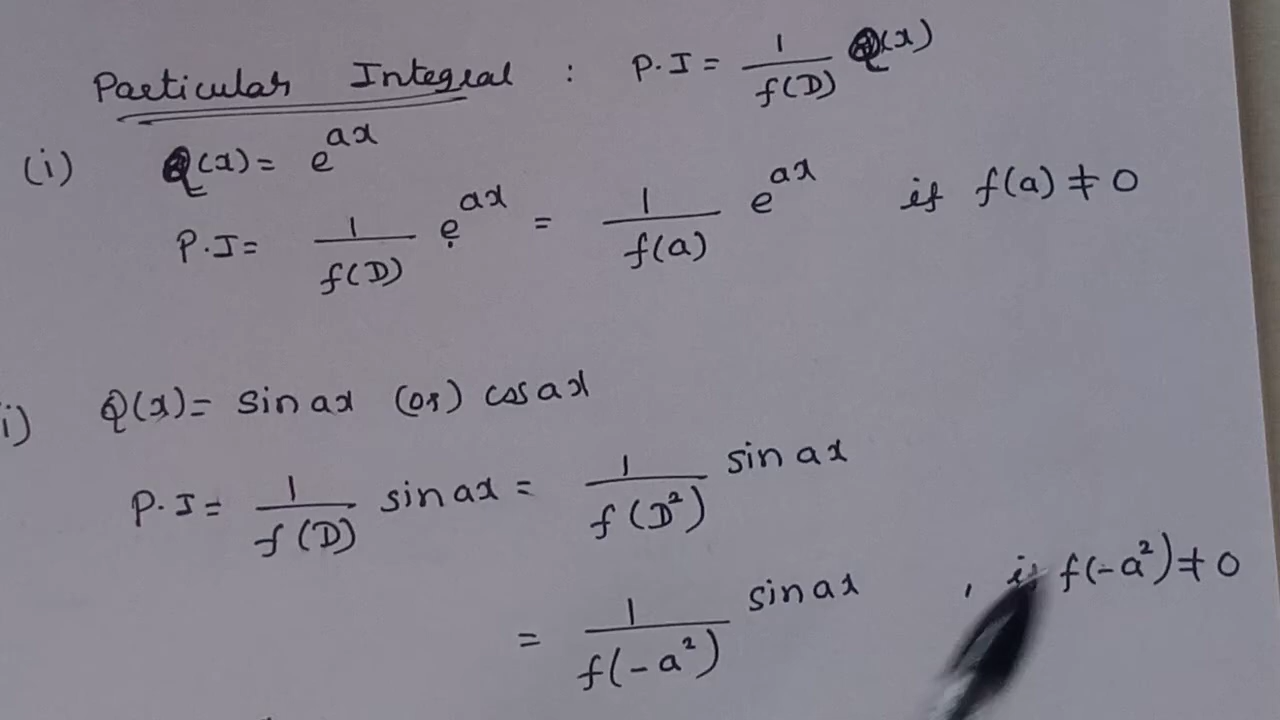 Particular Integral : P.I = 1/f(D) Q(x)
(i) Q(x) = e^ax
P.I = 1/f(D) e^ax = 1/f(a) e^ax if f(a) ≠ 0
i) Q(x) = sin ax (or) cos ax
P.I = 1/f(D) sin ax = 1/f(D²) sin ax
= 1/f(-a²) sin ax , if f(-a²) ≠ 0